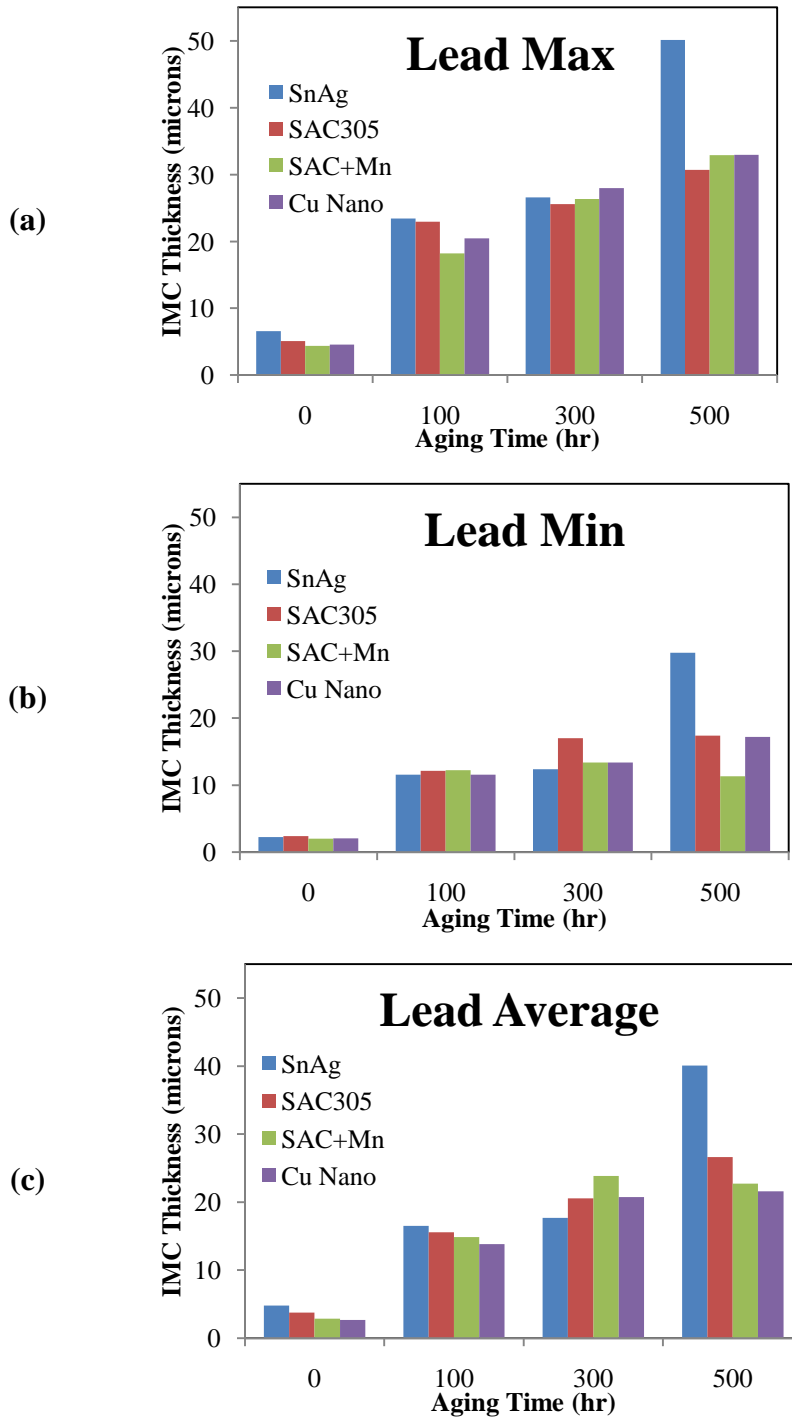 (a)
Lead Max
IMC Thickness (microns)
50
40
30
20
10
0
SnAg
SAC305
SAC+Mn
Cu Nano
0 100 300 500
Aging Time (hr)
(b)
Lead Min
IMC Thickness (microns)
50
40
30
20
10
0
SnAg
SAC305
SAC+Mn
Cu Nano
0 100 300 500
Aging Time (hr)
(c)
Lead Average
IMC Thickness (microns)
50
40
30
20
10
0
SnAg
SAC305
SAC+Mn
Cu Nano
0 100 300 500
Aging Time (hr)